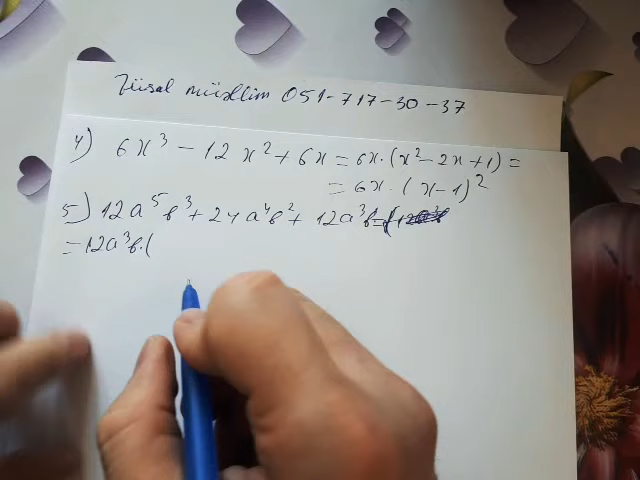 Züsal müəllim 051-717-30-37
4) 6x³ - 12x² + 6x = 6x·(x² - 2x + 1) =
= 6x·(x-1)²
5) 12a⁵b³ + 24a⁴b² + 12a³b =
= 12a³b·(